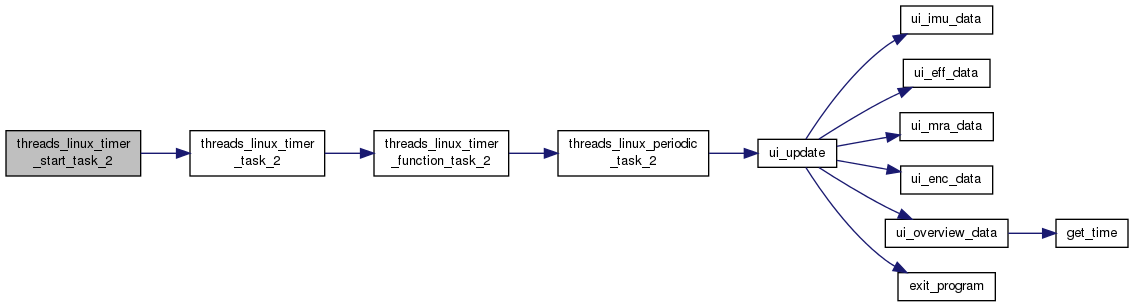 threads_linux_timer
_start_task_2
threads_linux_timer
_task_2
threads_linux_timer
_function_task_2
threads_linux_periodic
_task_2
ui_update
ui_imu_data
ui_eff_data
ui_mra_data
ui_enc_data
ui_overview_data
get_time
exit_program